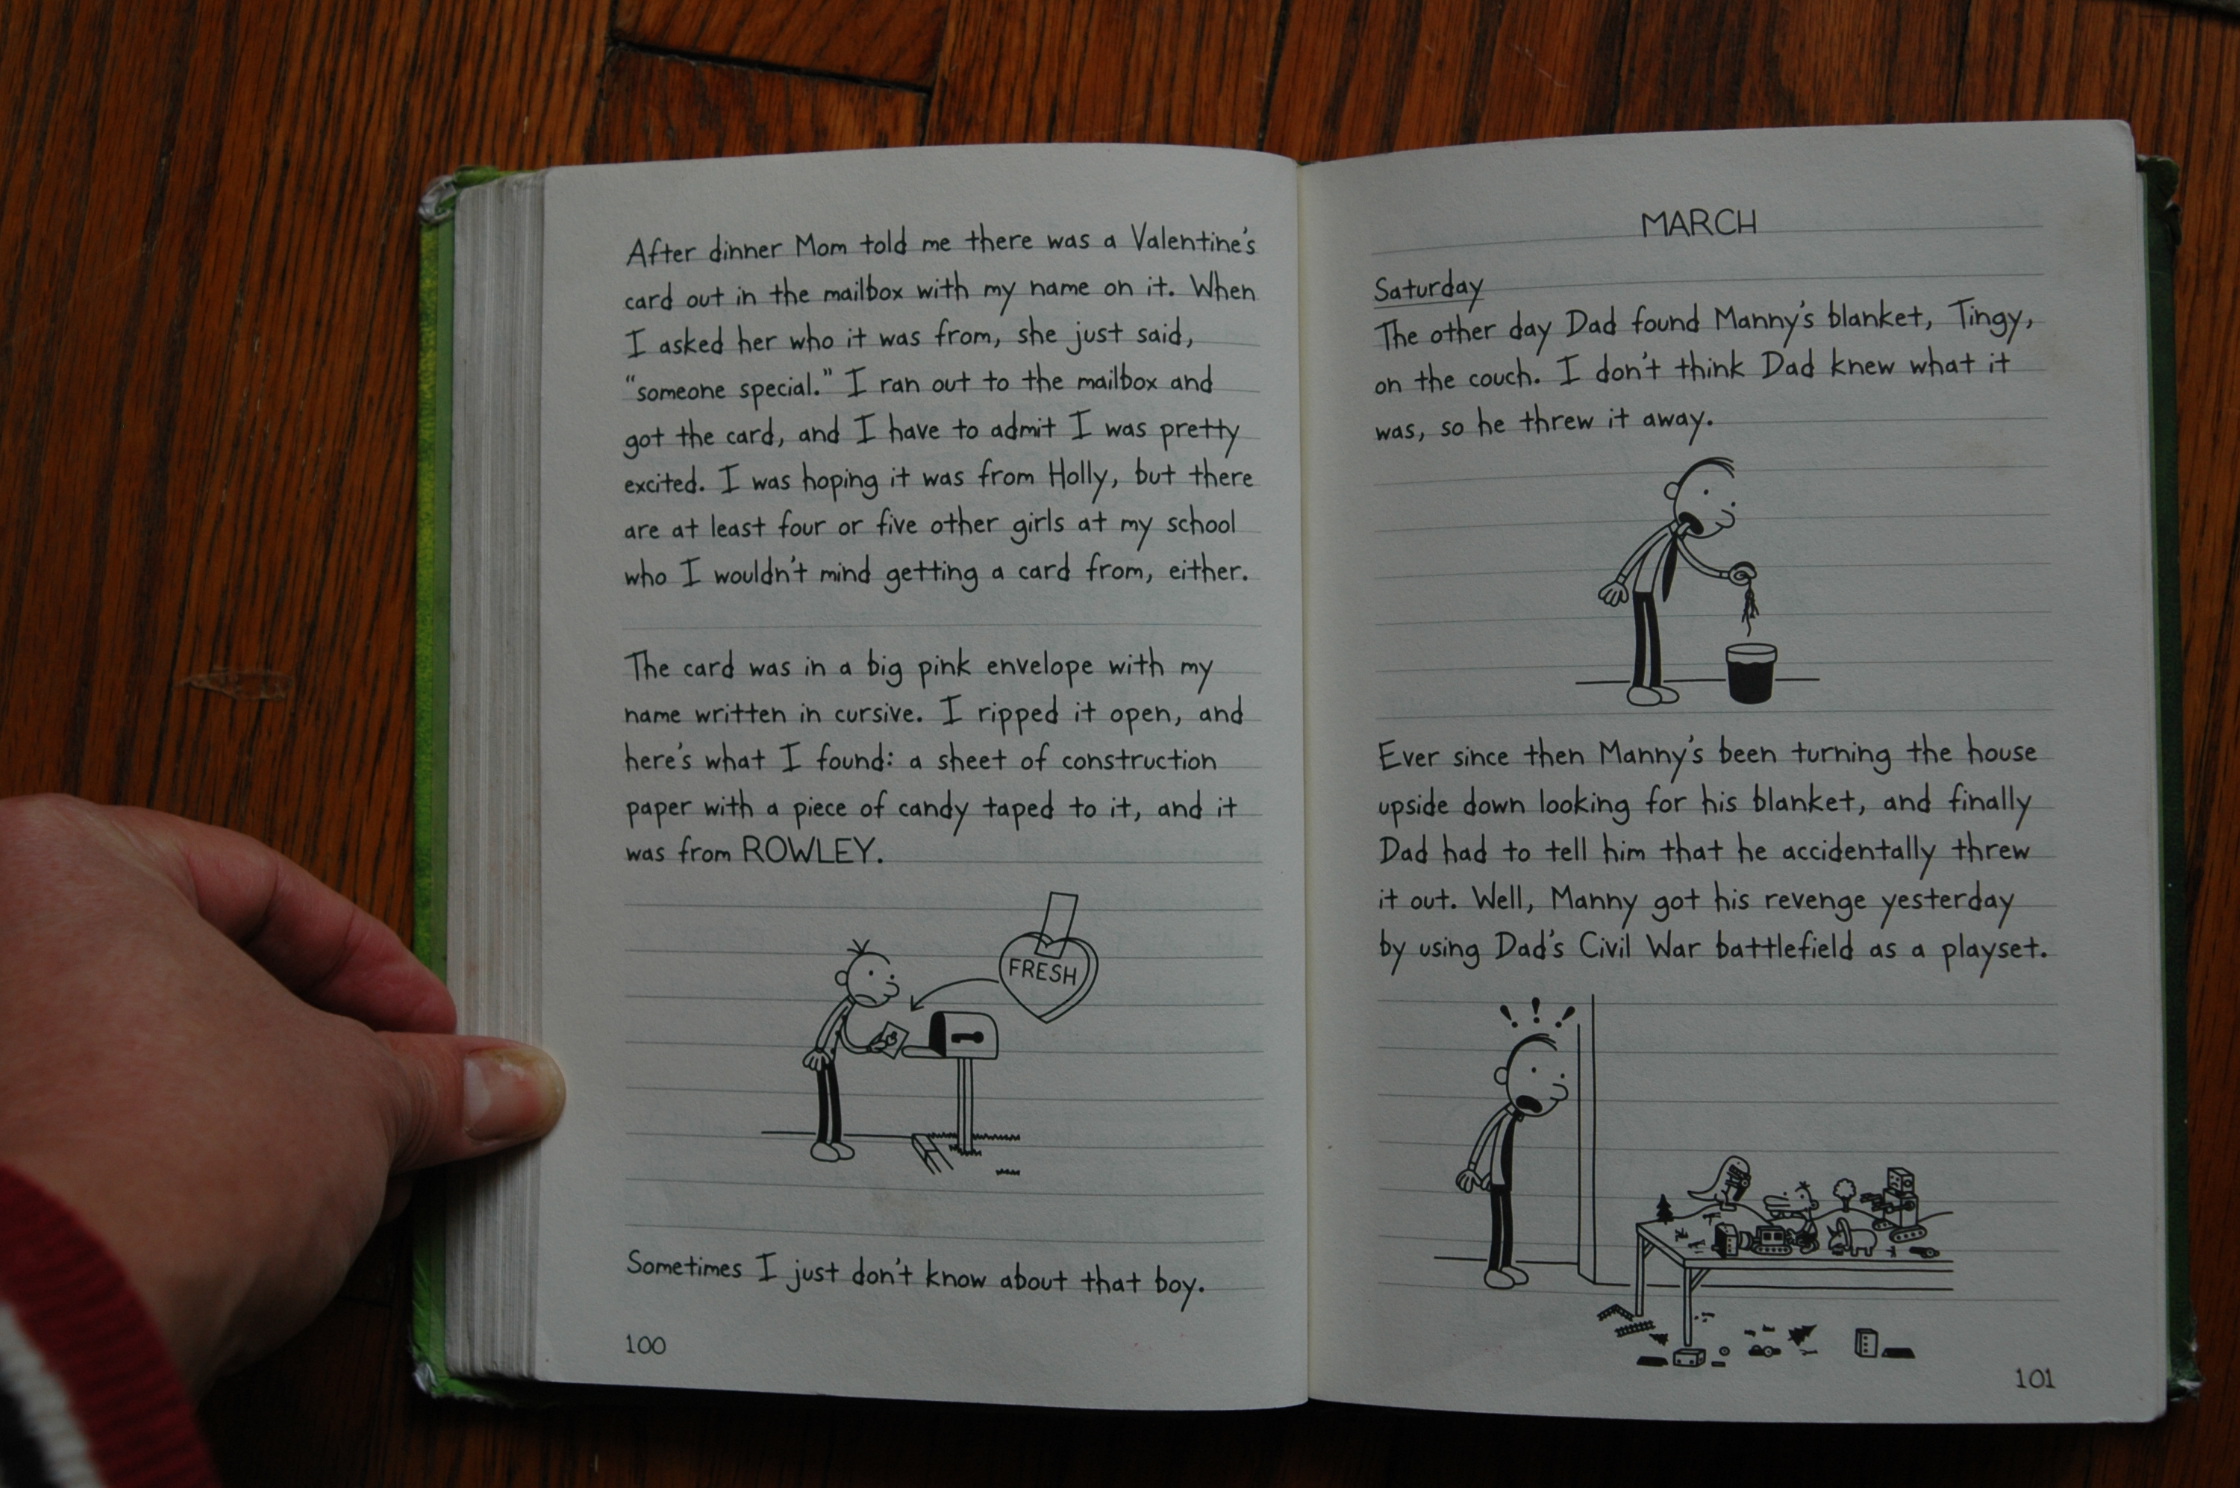 After dinner Mom told me there was a Valentine's
card out in the mailbox with my name on it. When
I asked her who it was from, she just said,
"someone special." I ran out to the mailbox and
got the card, and I have to admit I was pretty
excited. I was hoping it was from Holly, but there
are at least four or five other girls at my school
who I wouldn't mind getting a card from, either.
The card was in a big pink envelope with my
name written in cursive. I ripped it open, and
here's what I found: a sheet of construction
paper with a piece of candy taped to it, and it
was from ROWLEY.
FRESH
Sometimes I just don't know about that boy.
100
MARCH
Saturday
The other day Dad found Manny's blanket, Tingy,
on the couch. I don't think Dad knew what it
was, so he threw it away.
Ever since then Manny's been turning the house
upside down looking for his blanket, and finally
Dad had to tell him that he accidentally threw
it out. Well, Manny got his revenge yesterday
by using Dad's Civil War battlefield as a playset.
!!!
101